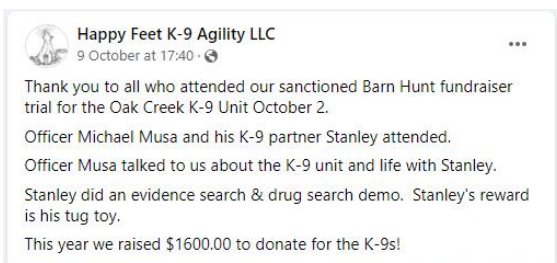 Happy Feet K-9 Agility LLC
9 October at 17:40 ·
Thank you to all who attended our sanctioned Barn Hunt fundraiser
trial for the Oak Creek K-9 Unit October 2.
Officer Michael Musa and his K-9 partner Stanley attended.
Officer Musa talked to us about the K-9 unit and life with Stanley.
Stanley did an evidence search & drug search demo.  Stanley's reward
is his tug toy.
This year we raised $1600.00 to donate for the K-9s!